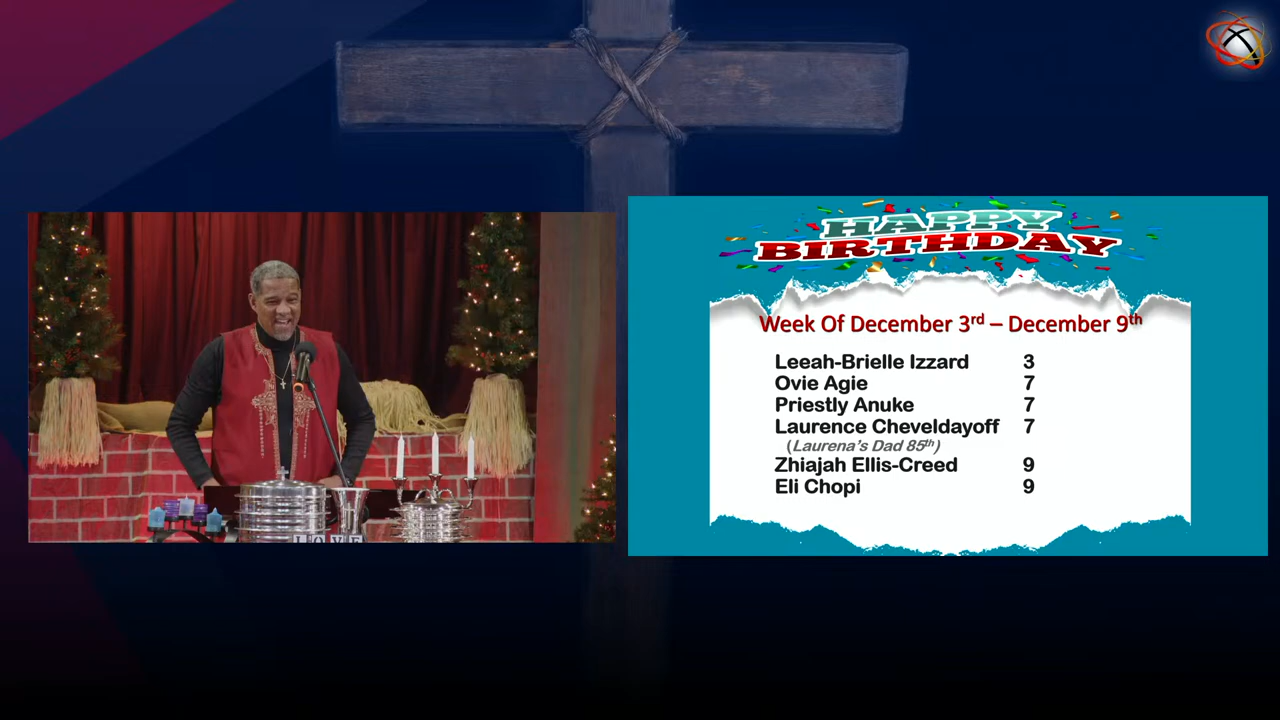 HAPPY
BIRTHDAY
Week Of December 3rd – December 9th
Leeah-Brielle Izzard 3
Ovie Agie 7
Priestly Anuke 7
Laurence Cheveldayoff 7
(Laurena's Dad 85th)
Zhiajah Ellis-Creed 9
Eli Chopi 9
LOVE